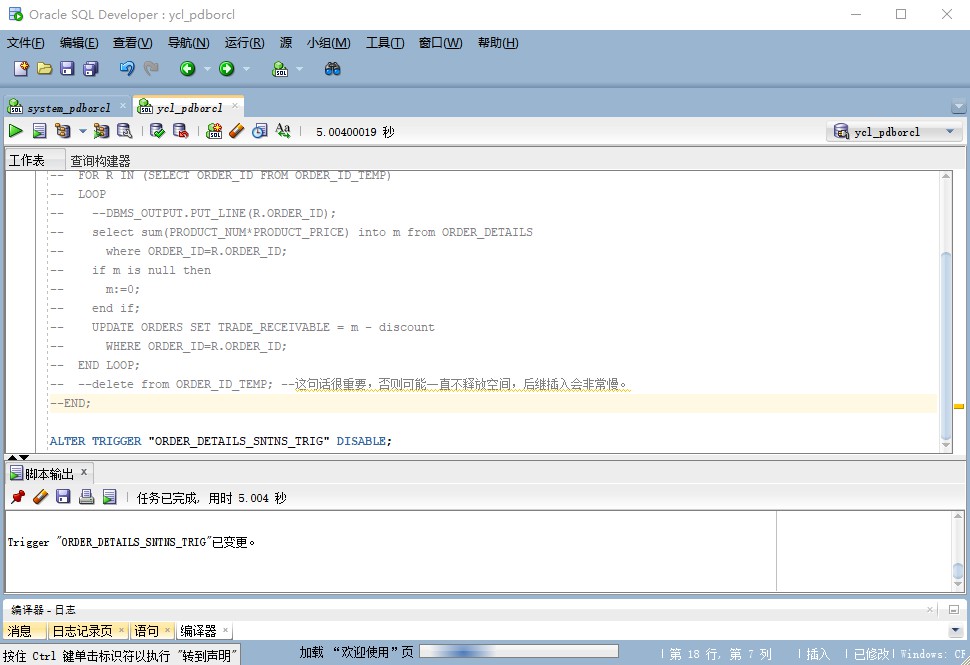 Oracle SQL Developer : ycl_pdborcl
文件(F) 编辑(E) 查看(V) 导航(N) 运行(R) 源 小组(M) 工具(T) 窗口(W) 帮助(H)
system_pdborcl × ycl_pdborcl ×
5.00400019 秒 ycl_pdborcl
工作表 查询构建器
-- FOR R IN (SELECT ORDER_ID FROM ORDER_ID_TEMP)
-- LOOP
-- --DBMS_OUTPUT.PUT_LINE(R.ORDER_ID);
-- select sum(PRODUCT_NUM*PRODUCT_PRICE) into m from ORDER_DETAILS
-- where ORDER_ID=R.ORDER_ID;
-- if m is null then
-- m:=0;
-- end if;
-- UPDATE ORDERS SET TRADE_RECEIVABLE = m - discount
-- WHERE ORDER_ID=R.ORDER_ID;
-- END LOOP;
-- --delete from ORDER_ID_TEMP; --这句话很重要，否则可能一直不释放空间，后继插入会非常慢。
--END;
ALTER TRIGGER "ORDER_DETAILS_SNTNS_TRIG" DISABLE;
脚本输出 ×
任务已完成, 用时 5.004 秒
Trigger "ORDER_DETAILS_SNTNS_TRIG"已变更。
编译器 - 日志
消息 日志记录页 × 语句 × 编译器 ×
按住 Ctrl 键单击标识符以执行 "转到声明" 加载 “欢迎使用” 页 第 18 行, 第 7 列 插入 已修改 Windows: CF